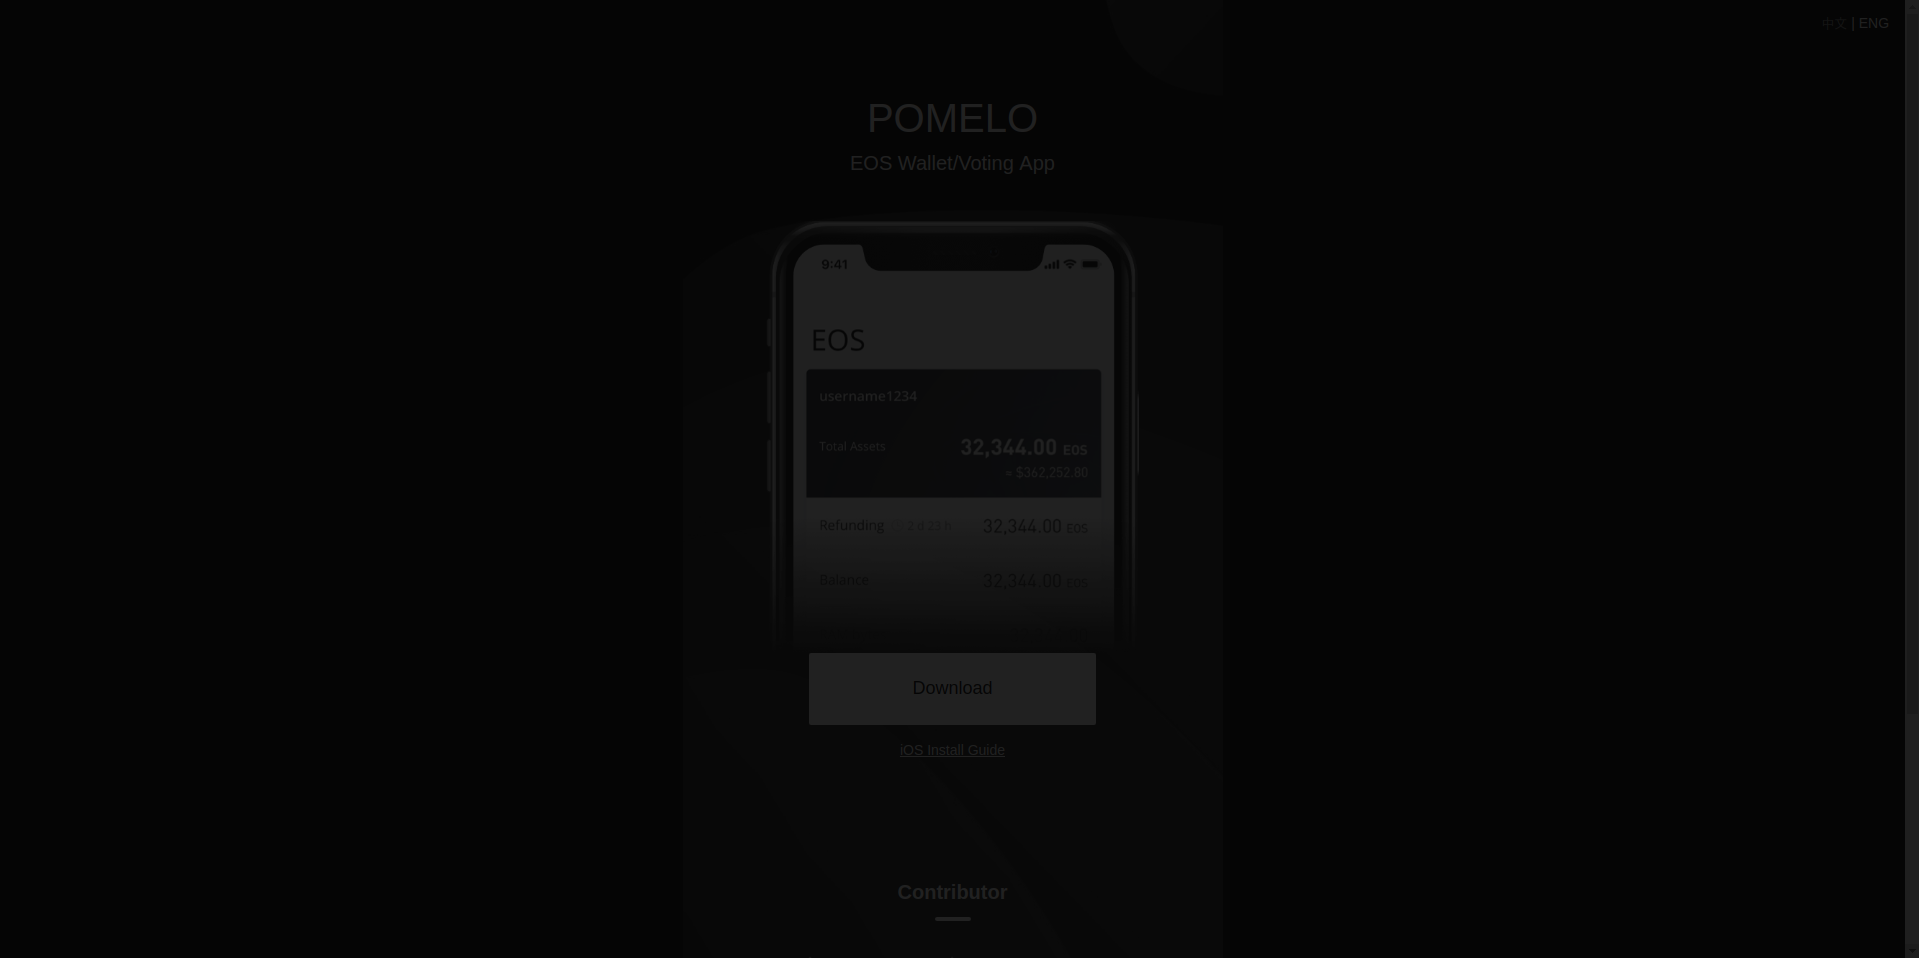 中文 | ENG
POMELO
EOS Wallet/Voting App
9:41
EOS
username1234
Total Assets 32,344.00 EOS
≈ $362,252.80
Refunding 2 d 23 h 32,344.00 EOS
Balance 32,344.00 EOS
Download
iOS Install Guide
Contributor